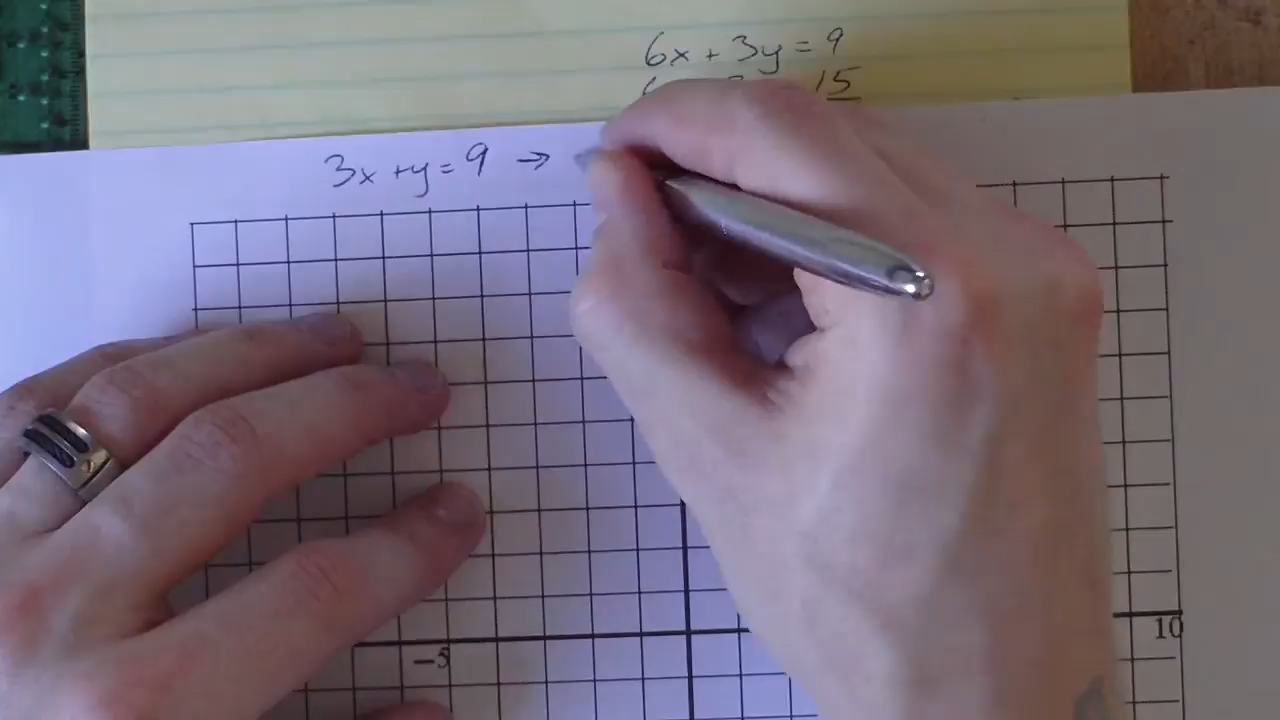 6x + 3y = 9
15
3x + y = 9 →
-5
10